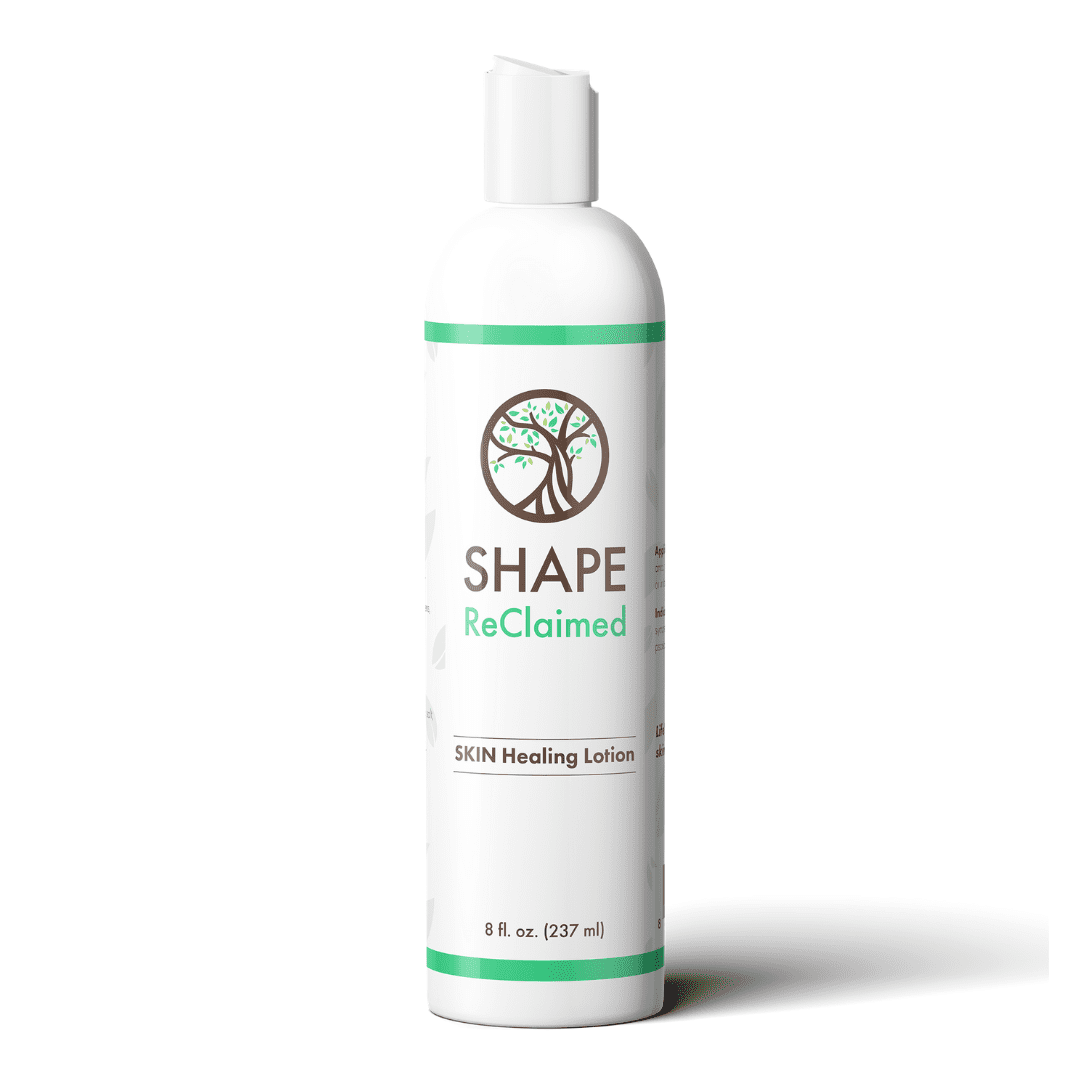 SHAPE
ReClaimed
SKIN Healing Lotion
8 fl. oz. (237 ml)